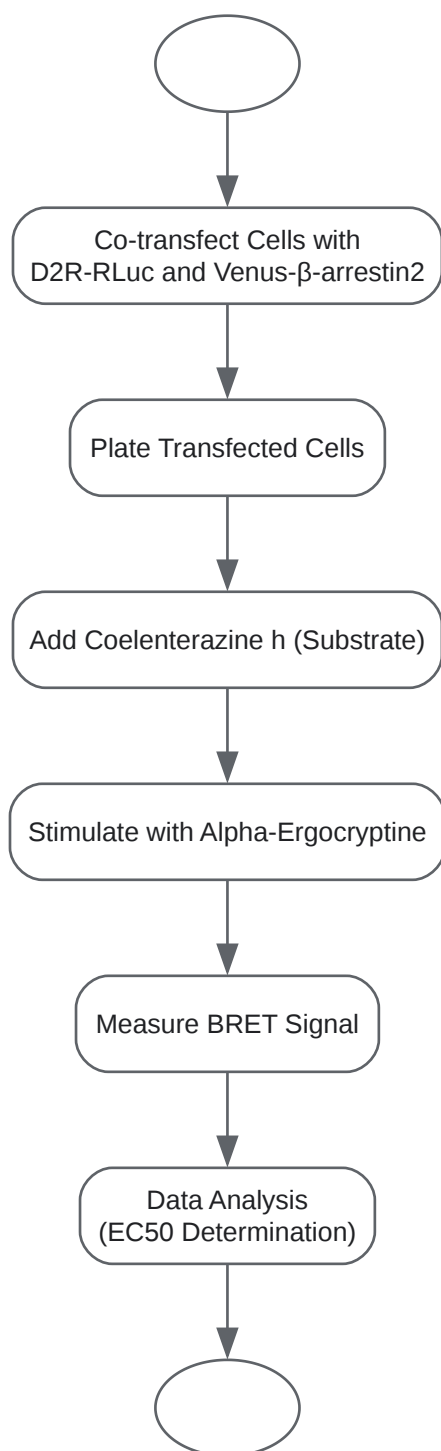 Co-transfect Cells with
D2R-RLuc and Venus-β-arrestin2
Plate Transfected Cells
Add Coelenterazine h (Substrate)
Stimulate with Alpha-Ergocryptine
Measure BRET Signal
Data Analysis
(EC50 Determination)